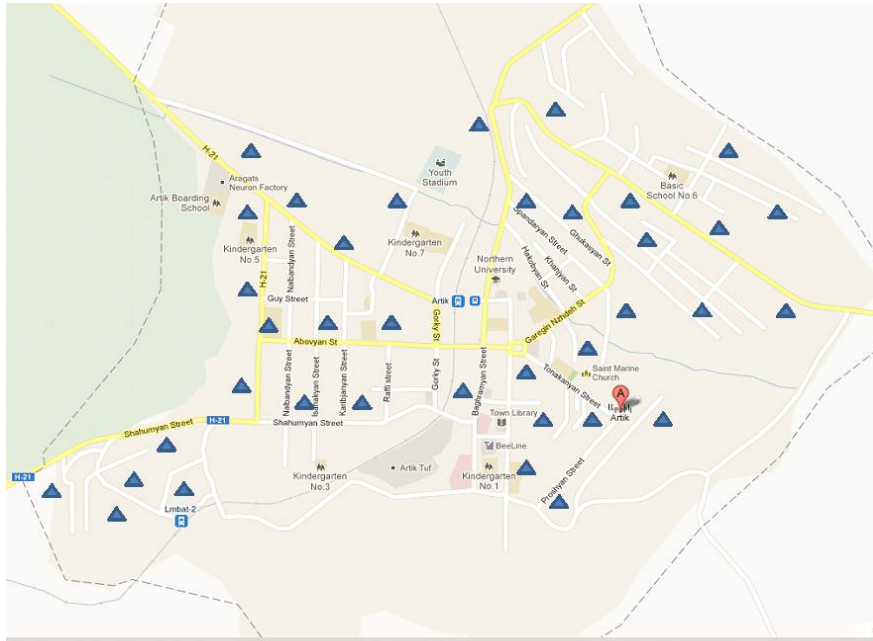 H-21
Aragats
Neuron Factory
Artik Boarding
School
Youth
Stadium
Basic
School No.6
Kindergarten
No.5
Nalbandyan Street
Kindergarten
No.7
Spandaryan Street
Ghukasyan St
Hakobyan St
Khanjyan St
Northern
University
H-21
Guy Street
Artik
Gorky St
Garegin Nzhdeh St
Abovyan St
Nalbandyan Street
Isahakyan Street
Karibjanyan Street
Raffi street
Gorky St
Baghramyan Street
Tonakanyan Street
Saint Marine
Church
A
Artik
Town Library
Shahumyan Street
H-21
Shahumyan Street
BeeLine
H-21
Kindergarten
No:3
Artik Tuf
Kindergarten
No.1
Proshyan Street
Lmbat-2